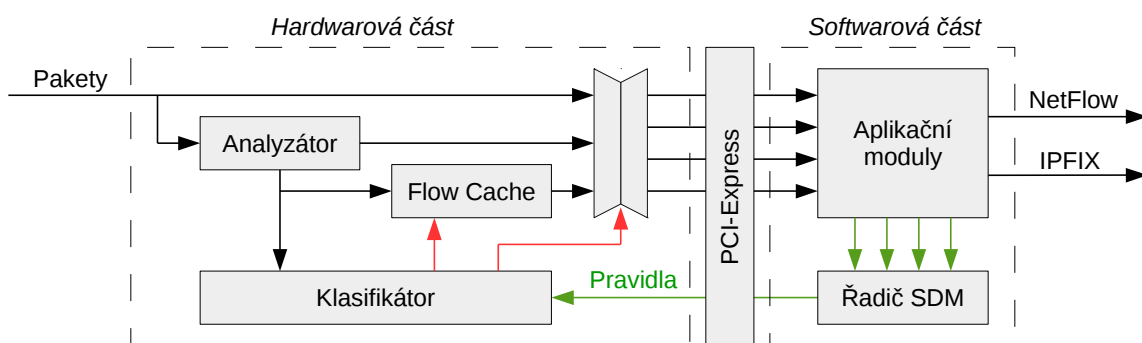 Hardwarová část
Softwarová část
Pakety
NetFlow
Analyzátor
Aplikační
moduly
IPFIX
Flow Cache
PCI-Express
Pravidla
Klasifikátor
Řadič SDM